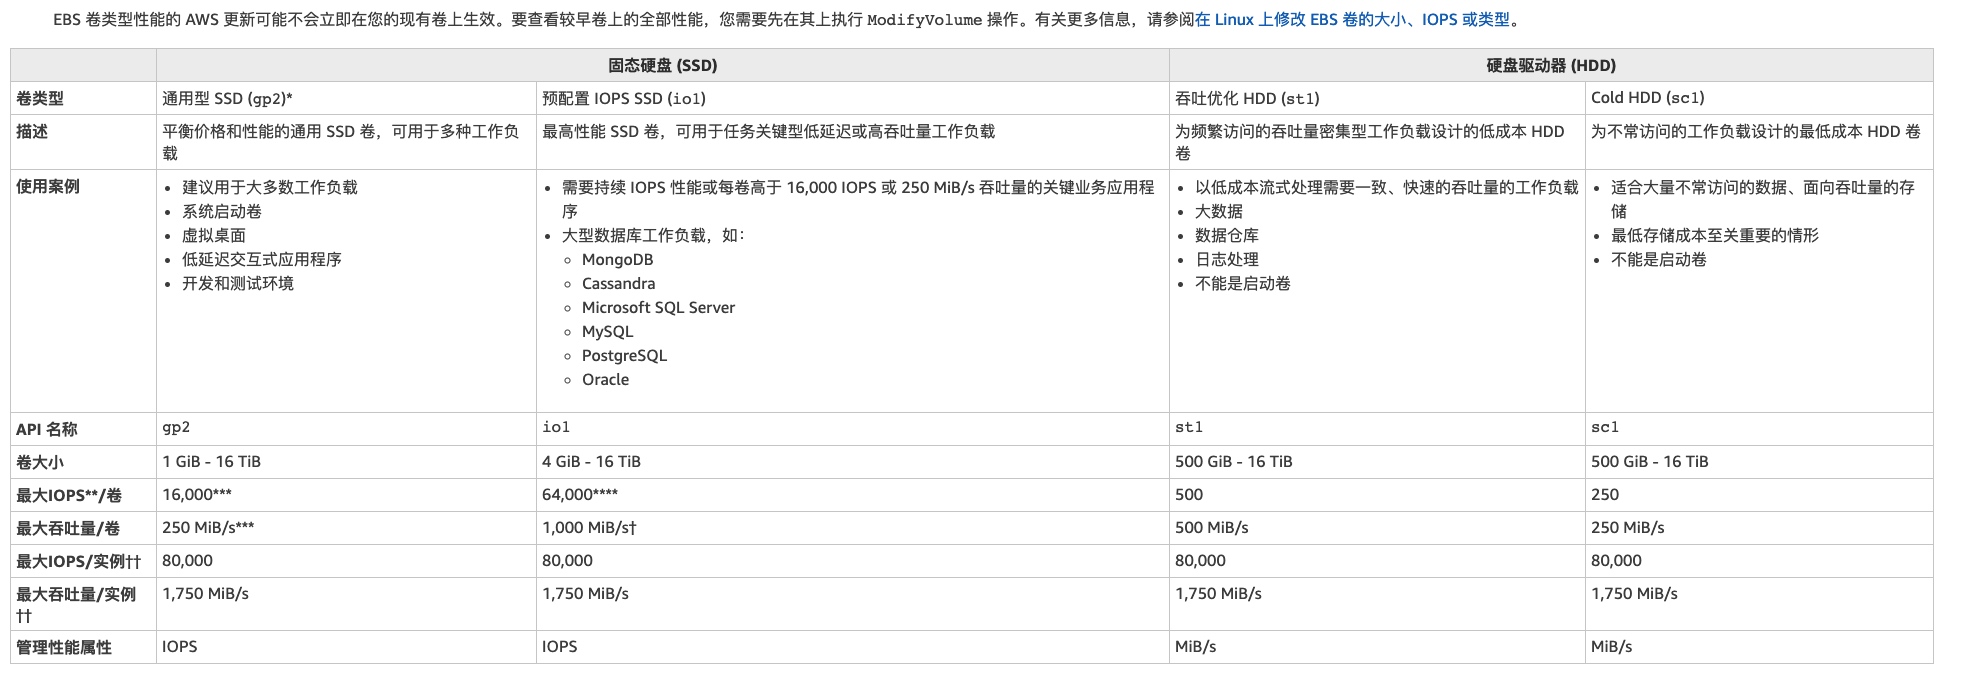 EBS 卷类型性能的 AWS 更新可能不会立即在您的现有卷上生效。要查看较早卷上的全部性能，您需要先在其上执行 ModifyVolume 操作。有关更多信息，请参阅在 Linux 上修改 EBS 卷的大小、IOPS 或类型。
固态硬盘 (SSD)
硬盘驱动器 (HDD)
卷类型
通用型 SSD (gp2)*
预配置 IOPS SSD (io1)
吞吐优化 HDD (st1)
Cold HDD (sc1)
描述
平衡价格和性能的通用 SSD 卷，可用于多种工作负
载
最高性能 SSD 卷，可用于任务关键型低延迟或高吞吐量工作负载
为频繁访问的吞吐量密集型工作负载设计的低成本 HDD
卷
为不常访问的工作负载设计的最低成本 HDD 卷
使用案例
• 建议用于大多数工作负载
• 系统启动卷
• 虚拟桌面
• 低延迟交互式应用程序
• 开发和测试环境
• 需要持续 IOPS 性能或每卷高于 16,000 IOPS 或 250 MiB/s 吞吐量的关键业务应用程
序
• 大型数据库工作负载，如：
◦ MongoDB
◦ Cassandra
◦ Microsoft SQL Server
◦ MySQL
◦ PostgreSQL
◦ Oracle
• 以低成本流式处理需要一致、快速的吞吐量的工作负载
• 大数据
• 数据仓库
• 日志处理
• 不能是启动卷
• 适合大量不常访问的数据、面向吞吐量的存
储
• 最低存储成本至关重要的情形
• 不能是启动卷
API 名称
gp2
io1
st1
sc1
卷大小
1 GiB - 16 TiB
4 GiB - 16 TiB
500 GiB - 16 TiB
500 GiB - 16 TiB
最大IOPS**/卷
16,000***
64,000****
500
250
最大吞吐量/卷
250 MiB/s***
1,000 MiB/s†
500 MiB/s
250 MiB/s
最大IOPS/实例††
80,000
80,000
80,000
80,000
最大吞吐量/实例
††
1,750 MiB/s
1,750 MiB/s
1,750 MiB/s
1,750 MiB/s
管理性能属性
IOPS
IOPS
MiB/s
MiB/s